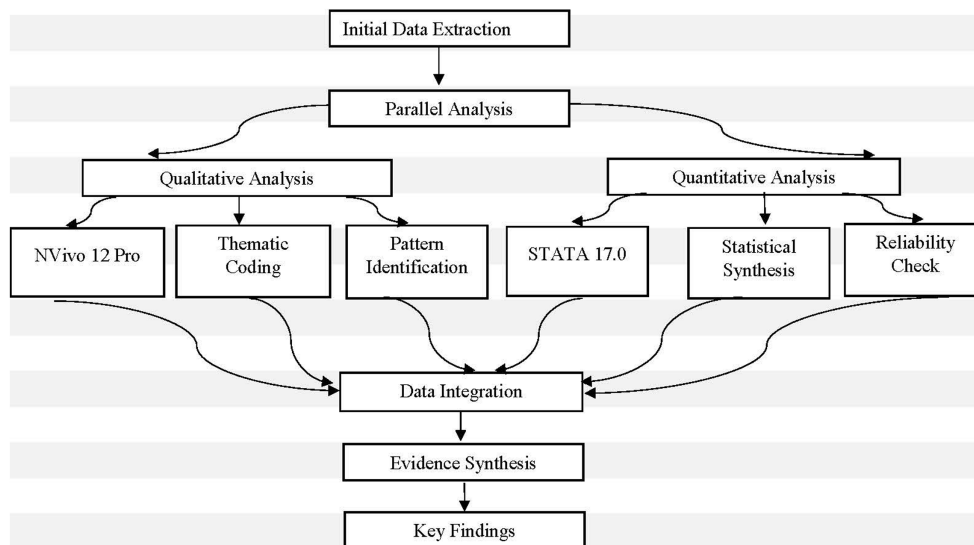 Initial Data Extraction
Parallel Analysis
Qualitative Analysis
Quantitative Analysis
NVivo 12 Pro
Thematic
Coding
Pattern
Identification
STATA 17.0
Statistical
Synthesis
Reliability
Check
Data Integration
Evidence Synthesis
Key Findings